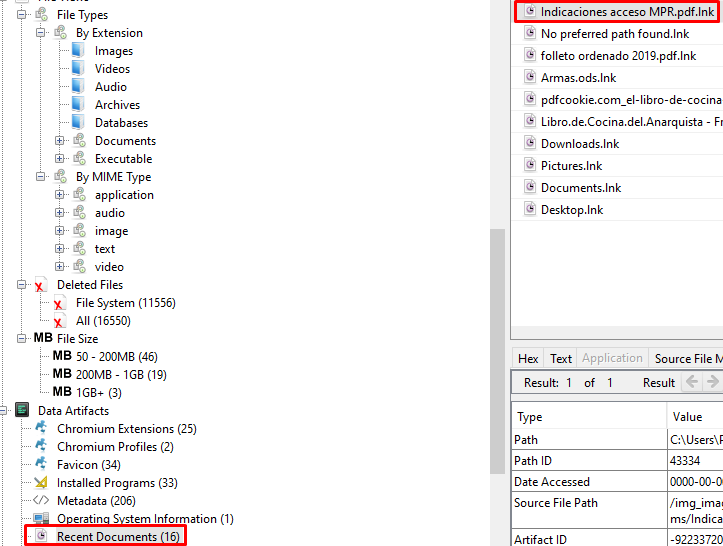 File Types
By Extension
Images
Videos
Audio
Archives
Databases
Documents
Executable
By MIME Type
application
audio
image
text
video
Deleted Files
File System (11556)
All (16550)
MB File Size
MB 50 - 200MB (46)
MB 200MB - 1GB (19)
MB 1GB+ (3)
Data Artifacts
Chromium Extensions (25)
Chromium Profiles (2)
Favicon (34)
Installed Programs (33)
Metadata (206)
Operating System Information (1)
Recent Documents (16)
Indicaciones acceso MPR.pdf.lnk
No preferred path found.lnk
folleto ordenado 2019.pdf.lnk
Armas.ods.lnk
pdfcookie.com_el-libro-de-cocina
Libro.de.Cocina.del.Anarquista - Fr
Downloads.lnk
Pictures.lnk
Documents.lnk
Desktop.lnk
Hex Text Application Source File M
Result: 1 of 1 Result
Type Value
Path C:\Users\P
Path ID 43334
Date Accessed 0000-00-00
Source File Path /img_imag
ms/Indica
Artifact ID -92233720